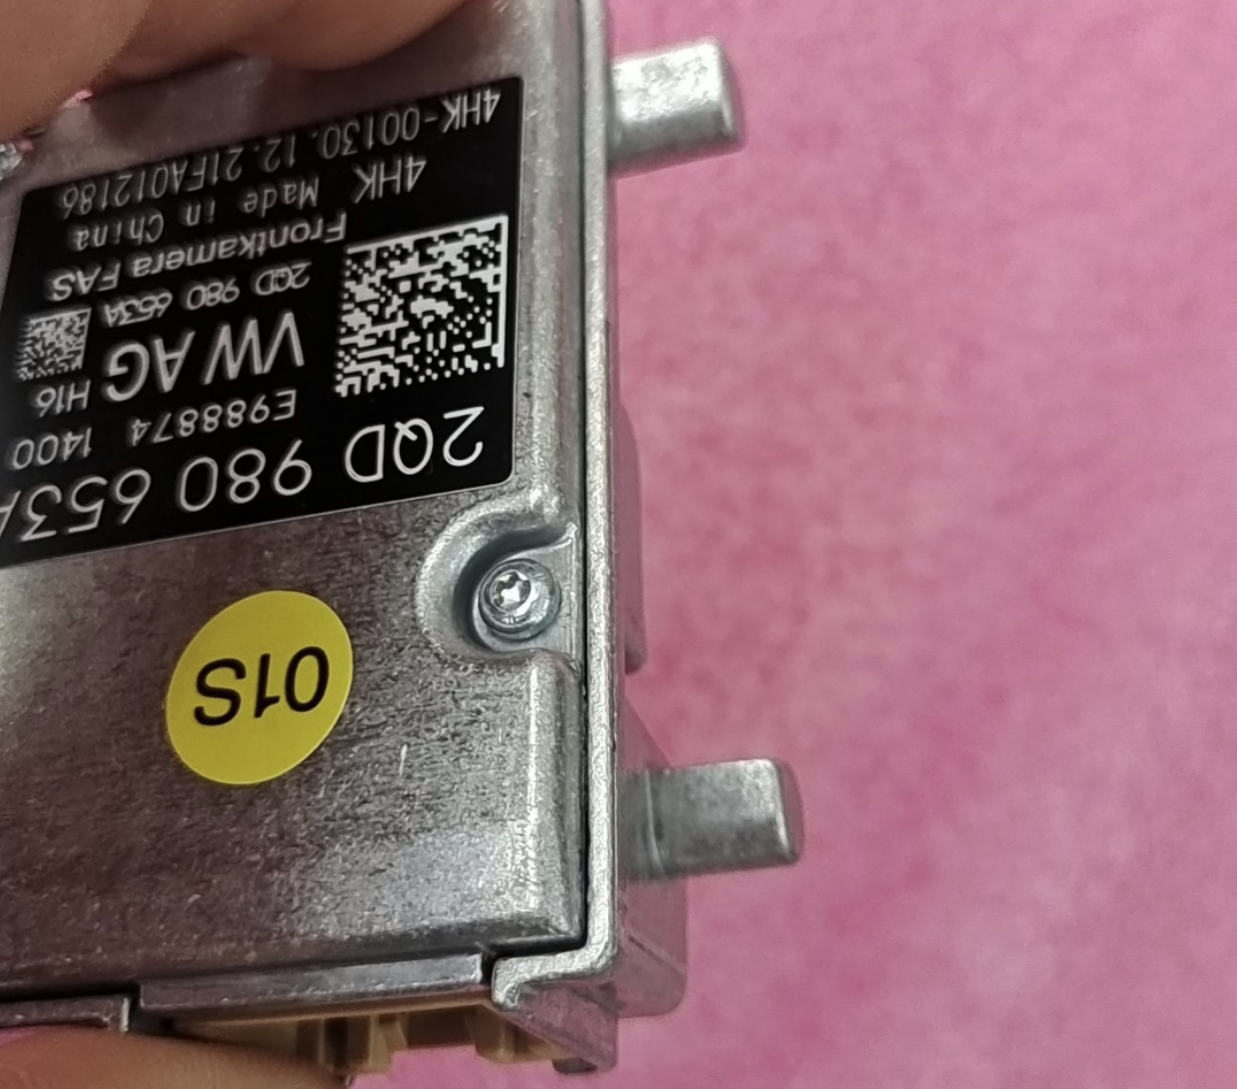 01S
2QD 980 653A
E988874 1400
VW AG H16
2QD 980 653A
Frontkamera FAS
4HK Made in China
4HK-00130.12.21FA012186